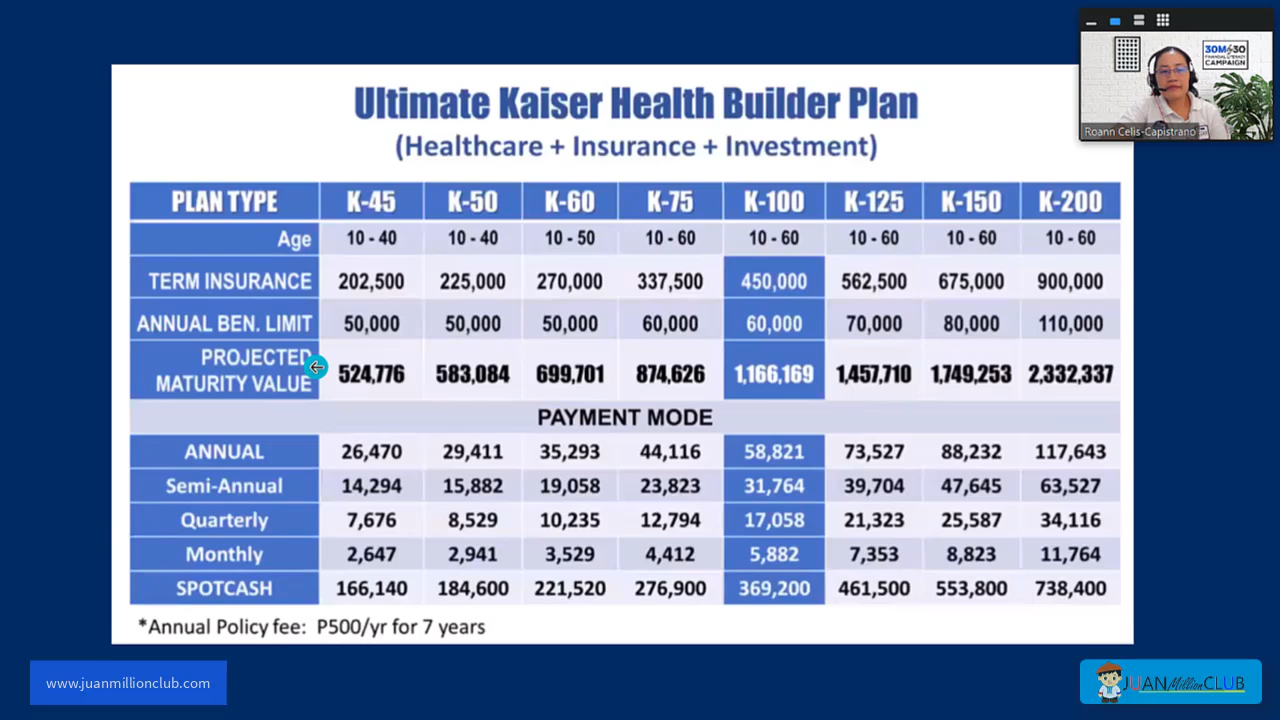 30M by 30
FINANCIAL LITERACY
CAMPAIGN
Roann Celis-Capistrano
Ultimate Kaiser Health Builder Plan
(Healthcare + Insurance + Investment)
PLAN TYPE K-45 K-50 K-60 K-75 K-100 K-125 K-150 K-200
Age 10 - 40 10 - 40 10 - 50 10 - 60 10 - 60 10 - 60 10 - 60 10 - 60
TERM INSURANCE 202,500 225,000 270,000 337,500 450,000 562,500 675,000 900,000
ANNUAL BEN. LIMIT 50,000 50,000 50,000 60,000 60,000 70,000 80,000 110,000
PROJECTED
MATURITY VALUE 524,776 583,084 699,701 874,626 1,166,169 1,457,710 1,749,253 2,332,337
PAYMENT MODE
ANNUAL 26,470 29,411 35,293 44,116 58,821 73,527 88,232 117,643
Semi-Annual 14,294 15,882 19,058 23,823 31,764 39,704 47,645 63,527
Quarterly 7,676 8,529 10,235 12,794 17,058 21,323 25,587 34,116
Monthly 2,647 2,941 3,529 4,412 5,882 7,353 8,823 11,764
SPOTCASH 166,140 184,600 221,520 276,900 369,200 461,500 553,800 738,400
*Annual Policy fee: P500/yr for 7 years
www.juanmillionclub.com
JUAN Million CLUB